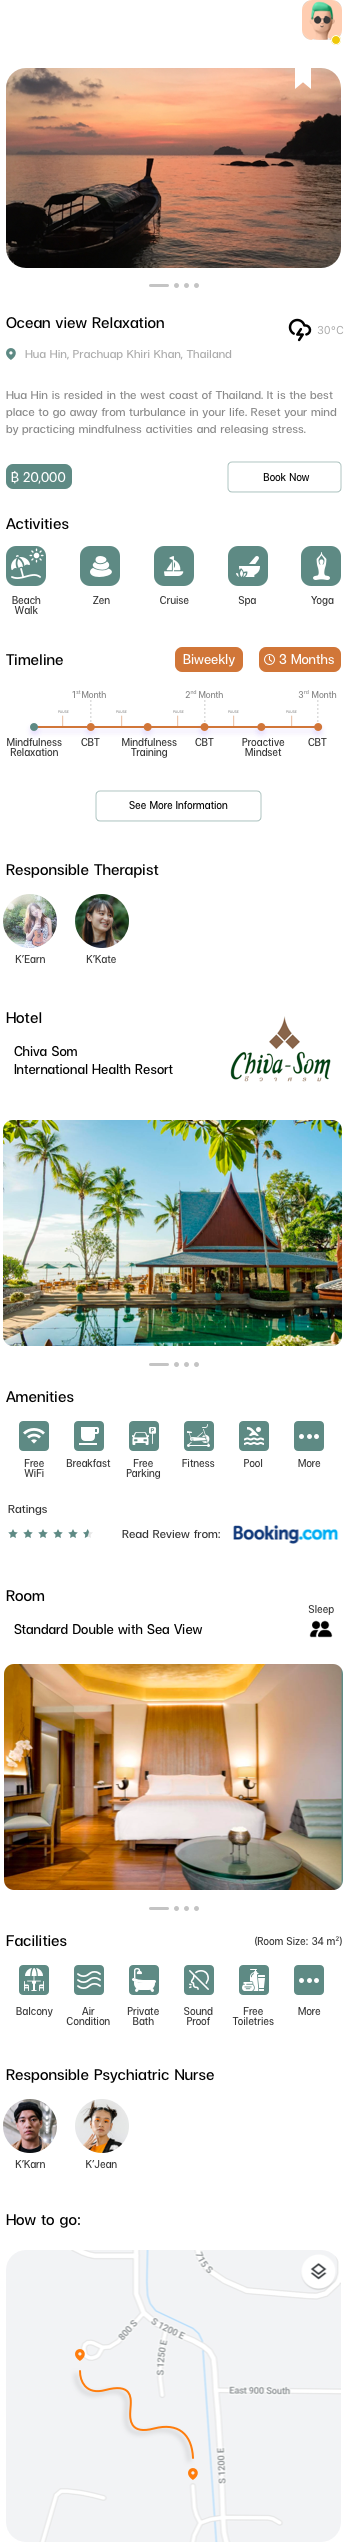 Ocean view Relaxation
30°C
Hua Hin, Prachuap Khiri Khan, Thailand
Hua Hin is resided in the west coast of Thailand. It is the best
place to go away from turbulance in your life. Reset your mind
by practicing mindfulness activities and releasing stress.
฿ 20,000
Book Now
Activities
Beach
Walk
Zen
Cruise
Spa
Yoga
Timeline
Biweekly
3 Months
1st Month
2nd Month
3rd Month
Mindfulness
Relaxation
CBT
Mindfulness
Training
CBT
Proactive
Mindset
CBT
See More Information
Responsible Therapist
K'Earn
K'Kate
Hotel
Chiva Som
International Health Resort
Chiva-Som
ชีวาศรม
Amenities
Free
WiFi
Breakfast
Free
Parking
Fitness
Pool
More
Ratings
Read Review from:
Booking.com
Room
Sleep
Standard Double with Sea View
Facilities
(Room Size: 34 m²)
Balcony
Air
Condition
Private
Bath
Sound
Proof
Free
Toiletries
More
Responsible Psychiatric Nurse
K'Karn
K'Jean
How to go:
715 S
800 S
S 1200 E
S 1250 E
East 900 South
S 1200 E